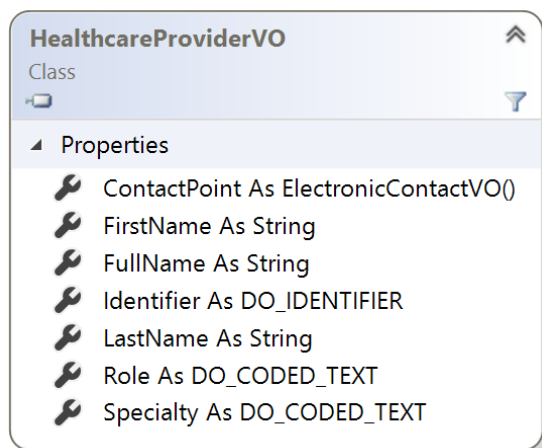 HealthcareProviderVO
Class
Properties
ContactPoint As ElectronicContactVO()
FirstName As String
FullName As String
Identifier As DO_IDENTIFIER
LastName As String
Role As DO_CODED_TEXT
Specialty As DO_CODED_TEXT